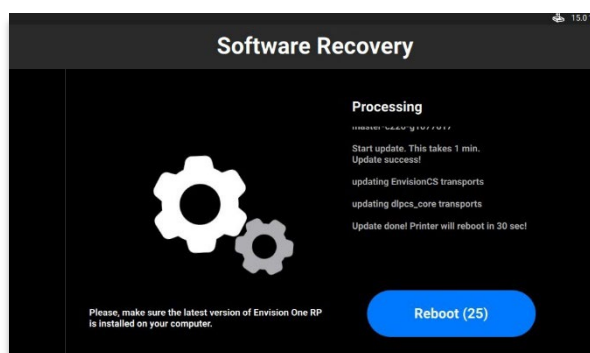 15.0
Software Recovery
Processing
Start update. This takes 1 min.
Update success!
updating EnvisionCS transports
updating dlpcs_core transports
Update done! Printer will reboot in 30 sec!
Please, make sure the latest version of Envision One RP
is installed on your computer.
Reboot (25)